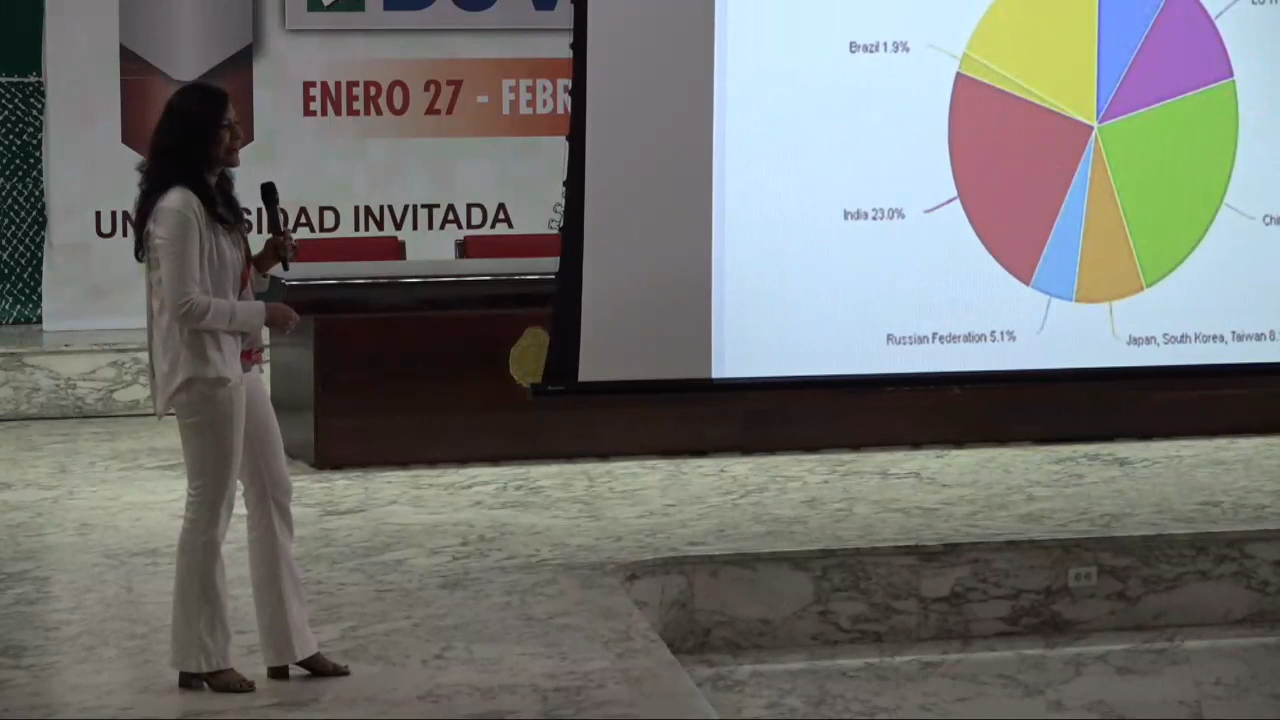 ENERO 27 - FEBR
UN SIDAD INVITADA
Brazil 1.9%
India 23.0%
Chi
Russian Federation 5.1%
Japan, South Korea, Taiwan 8.